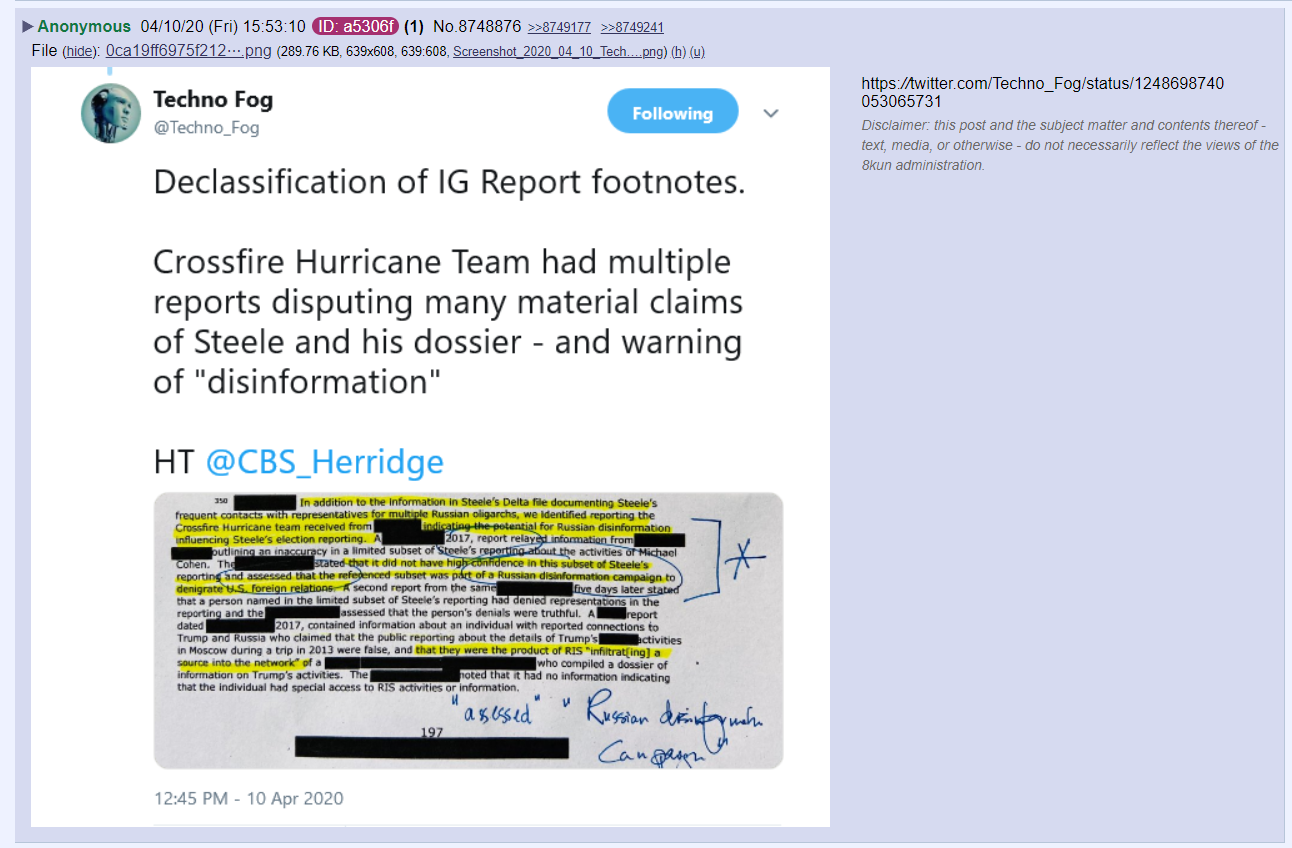 Anonymous 04/10/20 (Fri) 15:53:10 ID: a5306f (1) No.8748876 >>8749177 >>8749241
File (hide): 0ca19ff6975f212⋯.png (289.76 KB, 639x608, 639:608, Screenshot_2020_04_10_Tech….png) (h) (u)
Techno Fog
@Techno_Fog
Following
Declassification of IG Report footnotes.
Crossfire Hurricane Team had multiple
reports disputing many material claims
of Steele and his dossier - and warning
of "disinformation"
HT @CBS_Herridge
350 In addition to the information in Steele's Delta file documenting Steele's
frequent contacts with representatives for multiple Russian oligarchs, we identified reporting the
Crossfire Hurricane team received from indicating the potential for Russian disinformation
influencing Steele's election reporting. A 2017, report relayed information from
outlining an inaccuracy in a limited subset of Steele's reporting about the activities of Michael
Cohen. The stated that it did not have high confidence in this subset of Steele's
reporting and assessed that the referenced subset was part of a Russian disinformation campaign to
denigrate U.S. foreign relations. A second report from the same five days later stated
that a person named in the limited subset of Steele's reporting had denied representations in the
reporting and the assessed that the person's denials were truthful. A report
dated 2017, contained information about an individual with reported connections to
Trump and Russia who claimed that the public reporting about the details of Trump's activities
in Moscow during a trip in 2013 were false, and that they were the product of RIS "infiltrat[ing] a
source into the network" of a who compiled a dossier of
information on Trump's activities. The noted that it had no information indicating
that the individual had special access to RIS activities or information.
"assessed" "Russian disinformation
Campaign"
197
12:45 PM - 10 Apr 2020
https://twitter.com/Techno_Fog/status/1248698740
053065731
Disclaimer: this post and the subject matter and contents thereof -
text, media, or otherwise - do not necessarily reflect the views of the
8kun administration.